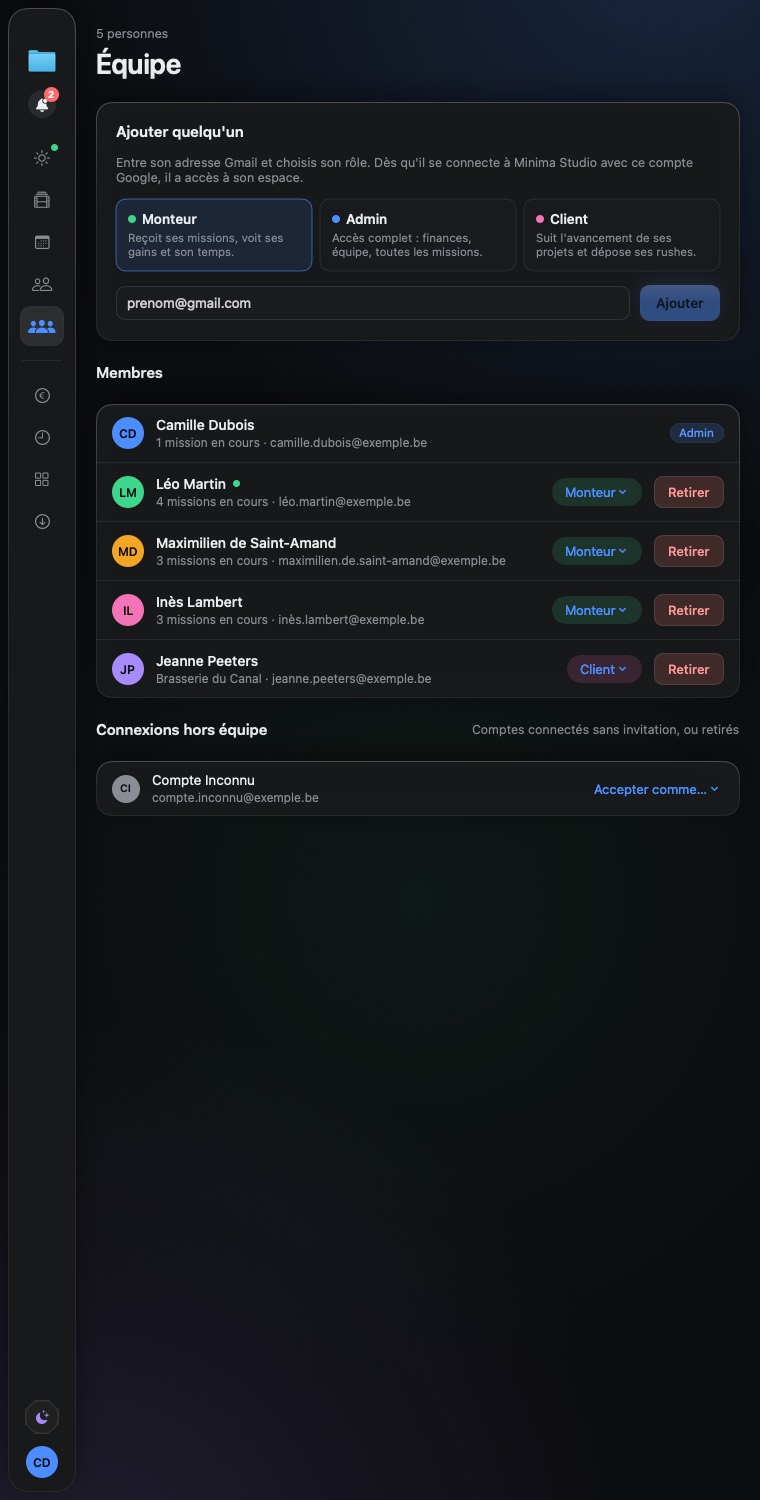 5 personnes
Équipe
2
Ajouter quelqu'un
Entre son adresse Gmail et choisis son rôle. Dès qu'il se connecte à Minima Studio avec ce compte
Google, il a accès à son espace.
Monteur
Reçoit ses missions, voit ses
gains et son temps.
Admin
Accès complet : finances,
équipe, toutes les missions.
Client
Suit l'avancement de ses
projets et dépose ses rushes.
prenom@gmail.com
Ajouter
Membres
CD
Camille Dubois
1 mission en cours · camille.dubois@exemple.be
Admin
LM
Léo Martin
4 missions en cours · léo.martin@exemple.be
Monteur
Retirer
MD
Maximilien de Saint-Amand
3 missions en cours · maximilien.de.saint-amand@exemple.be
Monteur
Retirer
IL
Inès Lambert
3 missions en cours · inès.lambert@exemple.be
Monteur
Retirer
JP
Jeanne Peeters
Brasserie du Canal · jeanne.peeters@exemple.be
Client
Retirer
Connexions hors équipe
Comptes connectés sans invitation, ou retirés
CI
Compte Inconnu
compte.inconnu@exemple.be
Accepter comme...
CD